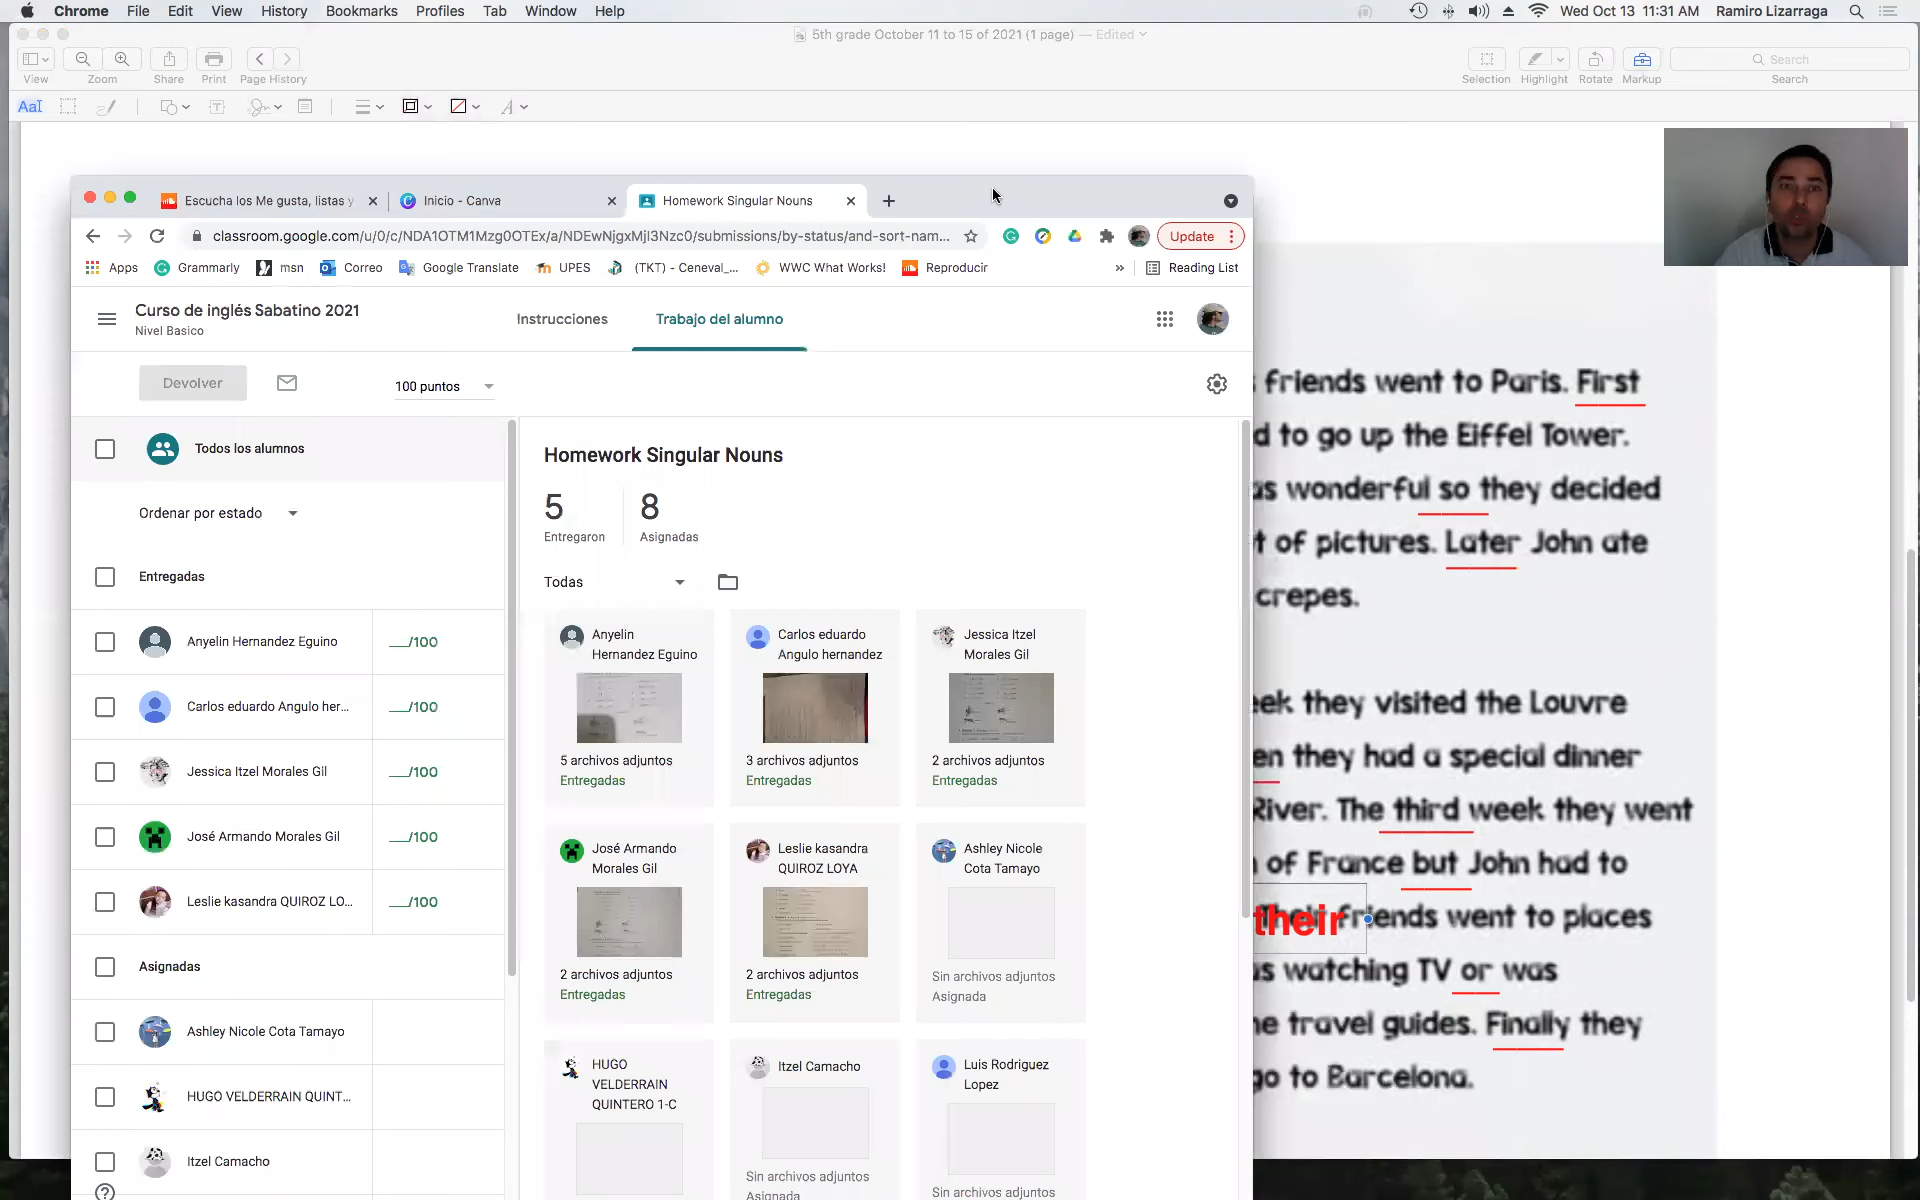 Chrome File Edit View History Bookmarks Profiles Tab Window Help
Wed Oct 13 11:31 AM Ramiro Lizarraga
5th grade October 11 to 15 of 2021 (1 page) — Edited
View Zoom Share Print Page History
Selection Highlight Rotate Markup Search
Search
AaI
T
A
Escucha los Me gusta, listas y
Inicio - Canva
Homework Singular Nouns
classroom.google.com/u/0/c/NDA1OTM1Mzg0OTEx/a/NDEwNjgxMjI3Nzc0/submissions/by-status/and-sort-nam...
Update
Apps Grammarly msn Correo Google Translate UPES (TKT) - Ceneval_... WWC What Works! Reproducir » Reading List
Curso de inglés Sabatino 2021
Nivel Basico
Instrucciones
Trabajo del alumno
Devolver
100 puntos
Todos los alumnos
Ordenar por estado
Entregadas
Anyelin Hernandez Eguino __/100
Carlos eduardo Angulo her... __/100
Jessica Itzel Morales Gil __/100
José Armando Morales Gil __/100
Leslie kasandra QUIROZ LO... __/100
Asignadas
Ashley Nicole Cota Tamayo
HUGO VELDERRAIN QUINT...
Itzel Camacho
Homework Singular Nouns
5 8
Entregaron Asignadas
Todas
Anyelin
Hernandez Eguino
5 archivos adjuntos
Entregadas
Carlos eduardo
Angulo hernandez
3 archivos adjuntos
Entregadas
Jessica Itzel
Morales Gil
2 archivos adjuntos
Entregadas
José Armando
Morales Gil
2 archivos adjuntos
Entregadas
Leslie kasandra
QUIROZ LOYA
2 archivos adjuntos
Entregadas
Ashley Nicole
Cota Tamayo
Sin archivos adjuntos
Asignada
HUGO
VELDERRAIN
QUINTERO 1-C
Itzel Camacho
Sin archivos adjuntos
Asignada
Luis Rodriguez
Lopez
Sin archivos adjuntos
friends went to Paris. First
to go up the Eiffel Tower.
wonderful so they decided
of pictures. Later John ate
crepes.
they visited the Louvre
they had a special dinner
River. The third week they went
of France but John had to
their friends went to places
watching TV or was
travel guides. Finally they
go to Barcelona.